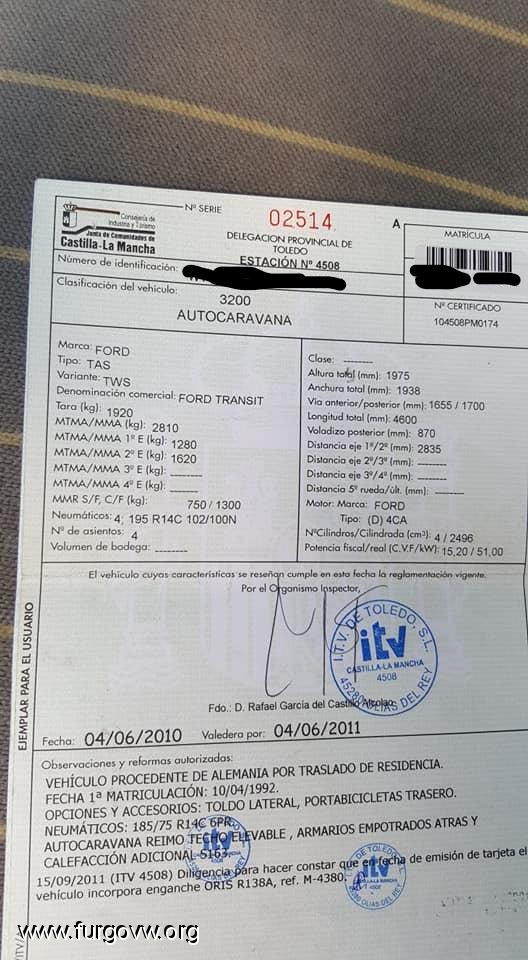 Nº SERIE
02514
A
MATRÍCULA
Consejería de
Industria y Turismo
Junta de Comunidades de
Castilla-La Mancha
DELEGACION PROVINCIAL DE
TOLEDO
ESTACIÓN Nº 4508
Número de identificación:
Clasificación del vehículo:
3200
AUTOCARAVANA
Nº CERTIFICADO
104508PM0174
Marca: FORD
Tipo: TAS
Variante: TWS
Denominación comercial: FORD TRANSIT
Tara (kg): 1920
MTMA/MMA (kg): 2810
MTMA/MMA 1º E (kg): 1280
MTMA/MMA 2º E (kg): 1620
MTMA/MMA 3º E (kg): --------
MTMA/MMA 4º E (kg): --------
MMR S/F, C/F (kg): 750 / 1300
Neumáticos: 4; 195 R14C 102/100N
Nº de asientos: 4
Volumen de bodega: --------
Clase: --------
Altura total (mm): 1975
Anchura total (mm): 1938
Via anterior/posterior (mm): 1655 / 1700
Longitud total (mm): 4600
Voladizo posterior (mm): 870
Distancia eje 1º/2º (mm): 2835
Distancia eje 2º/3º (mm): --------
Distancia eje 3º/4º (mm): --------
Distancia 5º rueda/últ. (mm): --------
Motor: Marca: FORD
Tipo: (D) 4CA
NºCilindros/Cilindrada (cm³): 4 / 2496
Potencia fiscal/real (C.V.F/kW): 15,20 / 51,00
El vehículo cuyas características se reseñan cumple en esta fecha la reglamentación vigente.
Por el Organismo Inspector,
I.T.V. DE TOLEDO, S.L.
itv
CASTILLA-LA MANCHA
4508
45280 OLIAS DEL REY
Fdo.: D. Rafael García del Castillo
Fecha: 04/06/2010 Valedera por: 04/06/2011
EJEMPLAR PARA EL USUARIO
Observaciones y reformas autorizadas:
VEHÍCULO PROCEDENTE DE ALEMANIA POR TRASLADO DE RESIDENCIA.
FECHA 1ª MATRICULACIÓN: 10/04/1992.
OPCIONES Y ACCESORIOS: TOLDO LATERAL, PORTABICICLETAS TRASERO.
NEUMÁTICOS: 185/75 R14C 6PR.
AUTOCARAVANA REIMO TECHO ELEVABLE , ARMARIOS EMPOTRADOS ATRAS Y
CALEFACCIÓN ADICIONAL 5163.
15/09/2011 (ITV 4508) Diligencia para hacer constar que en fecha de emisión de tarjeta el
vehículo incorpora enganche ORIS R138A, ref. M-4380.
www.furgovw.org